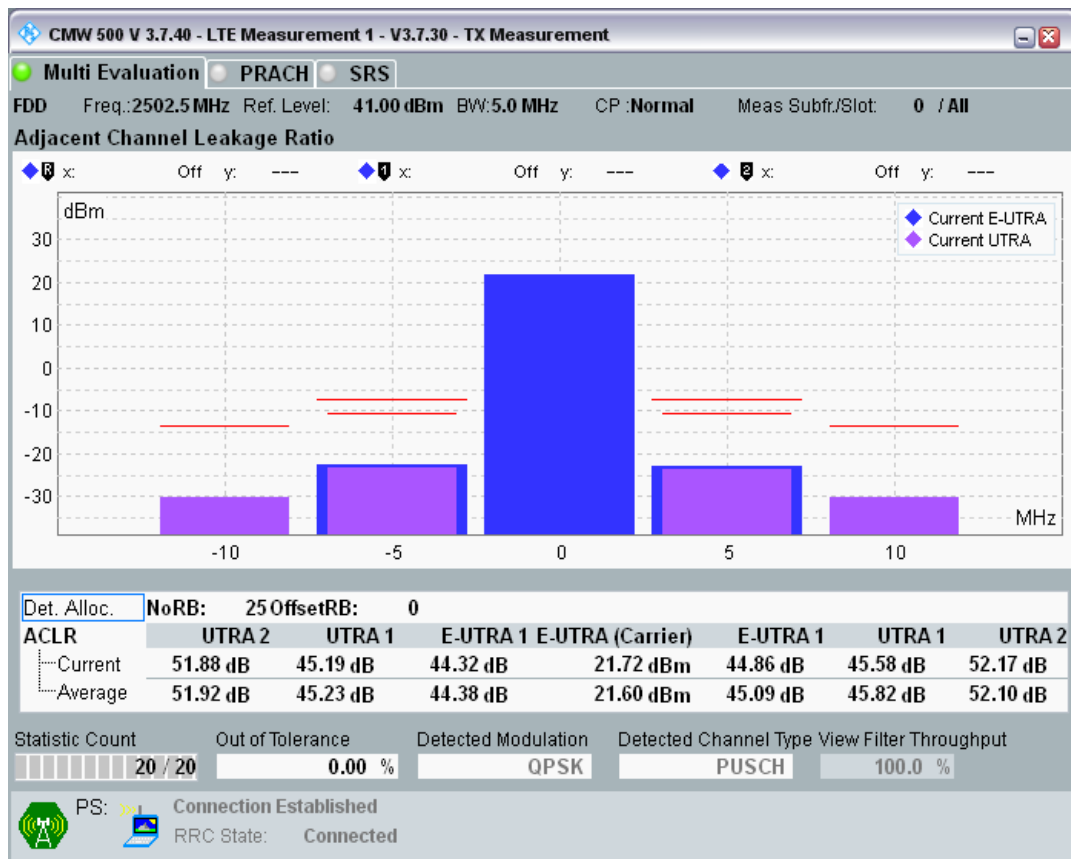 CMW 500 V 3.7.40 - LTE Measurement 1 - V3.7.30 - TX Measurement
Multi Evaluation PRACH SRS
FDD Freq.:2502.5 MHz Ref. Level: 41.00 dBm BW:5.0 MHz CP :Normal Meas Subfr./Slot: 0 / All
Adjacent Channel Leakage Ratio
R x: Off y: --- 1 x: Off y: --- 2 x: Off y: ---
dBm
Current E-UTRA
Current UTRA
30
20
10
0
-10
-20
-30
MHz
-10 -5 0 5 10
Det. Alloc. NoRB: 25 OffsetRB: 0
ACLR UTRA 2 UTRA 1 E-UTRA 1 E-UTRA (Carrier) E-UTRA 1 UTRA 1 UTRA 2
Current 51.88 dB 45.19 dB 44.32 dB 21.72 dBm 44.86 dB 45.58 dB 52.17 dB
Average 51.92 dB 45.23 dB 44.38 dB 21.60 dBm 45.09 dB 45.82 dB 52.10 dB
Statistic Count Out of Tolerance Detected Modulation Detected Channel Type View Filter Throughput
20 / 20 0.00 % QPSK PUSCH 100.0 %
PS: Connection Established
RRC State: Connected